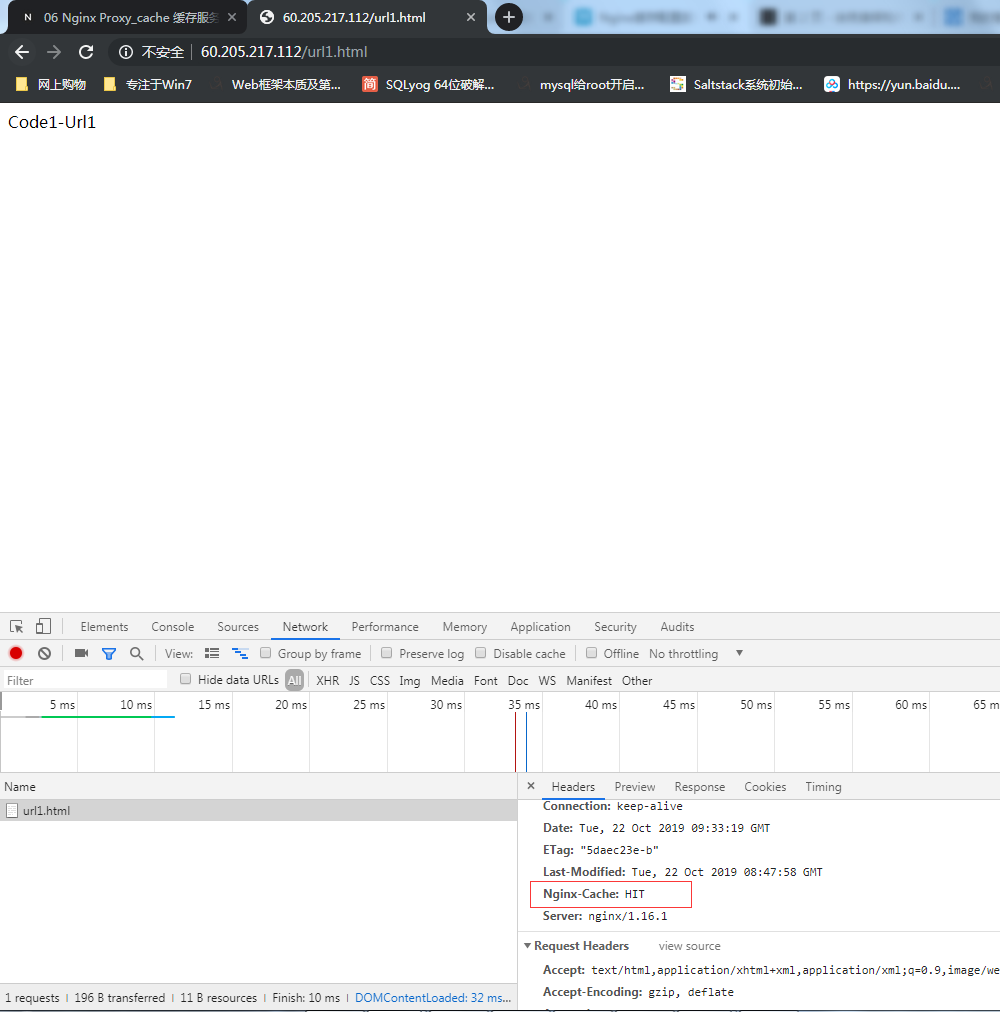 06 Nginx Proxy_cache 缓存服务
60.205.217.112/url1.html
不安全 60.205.217.112/url1.html
网上购物 专注于Win7 Web框架本质及第... SQLyog 64位破解... mysql给root开启... Saltstack系统初始... https://yun.baidu....
Code1-Url1
Elements Console Sources Network Performance Memory Application Security Audits
View: Group by frame Preserve log Disable cache Offline No throttling
Filter Hide data URLs All XHR JS CSS Img Media Font Doc WS Manifest Other
5 ms 10 ms 15 ms 20 ms 25 ms 30 ms 35 ms 40 ms 45 ms 50 ms 55 ms 60 ms 65 m
Name
url1.html
Headers Preview Response Cookies Timing
Connection: keep-alive
Date: Tue, 22 Oct 2019 09:33:19 GMT
ETag: "5daec23e-b"
Last-Modified: Tue, 22 Oct 2019 08:47:58 GMT
Nginx-Cache: HIT
Server: nginx/1.16.1
Request Headers view source
Accept: text/html,application/xhtml+xml,application/xml;q=0.9,image/we
Accept-Encoding: gzip, deflate
1 requests 196 B transferred 11 B resources Finish: 10 ms DOMContentLoaded: 32 ms...